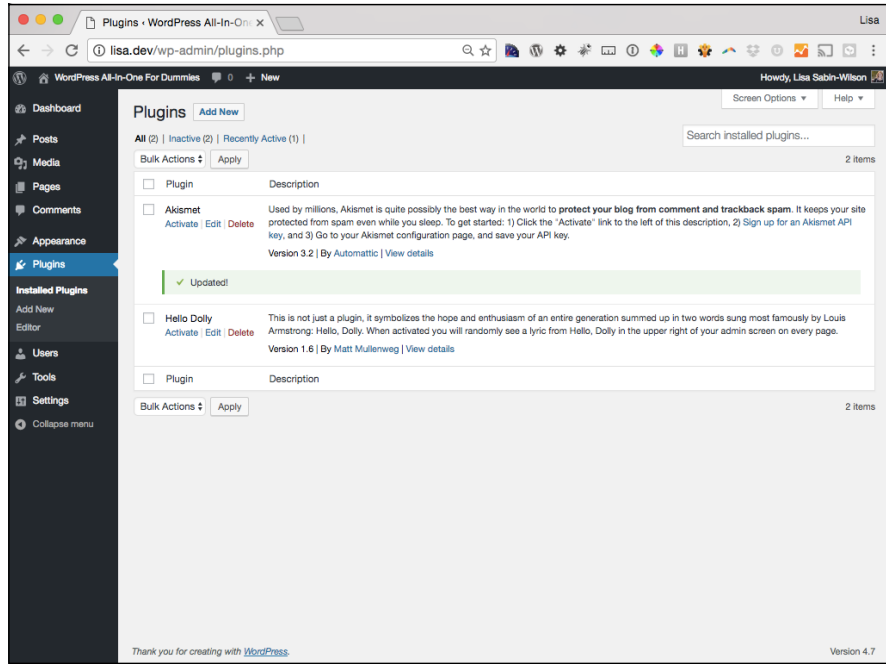 Plugins ‹ WordPress All-In-On
Lisa
lisa.dev/wp-admin/plugins.php
WordPress All-In-One For Dummies 0 + New
Howdy, Lisa Sabin-Wilson
Dashboard
Posts
Media
Pages
Comments
Appearance
Plugins
Installed Plugins
Add New
Editor
Users
Tools
Settings
Collapse menu
Screen Options
Help
Plugins Add New
All (2) | Inactive (2) | Recently Active (1) |
Search installed plugins...
Bulk Actions Apply
2 items
Plugin Description
Akismet
Activate | Edit | Delete
Used by millions, Akismet is quite possibly the best way in the world to protect your blog from comment and trackback spam. It keeps your site
protected from spam even while you sleep. To get started: 1) Click the "Activate" link to the left of this description, 2) Sign up for an Akismet API
key, and 3) Go to your Akismet configuration page, and save your API key.
Version 3.2 | By Automattic | View details
Updated!
Hello Dolly
Activate | Edit | Delete
This is not just a plugin, it symbolizes the hope and enthusiasm of an entire generation summed up in two words sung most famously by Louis
Armstrong: Hello, Dolly. When activated you will randomly see a lyric from Hello, Dolly in the upper right of your admin screen on every page.
Version 1.6 | By Matt Mullenweg | View details
Plugin Description
Bulk Actions Apply
2 items
Thank you for creating with WordPress.
Version 4.7